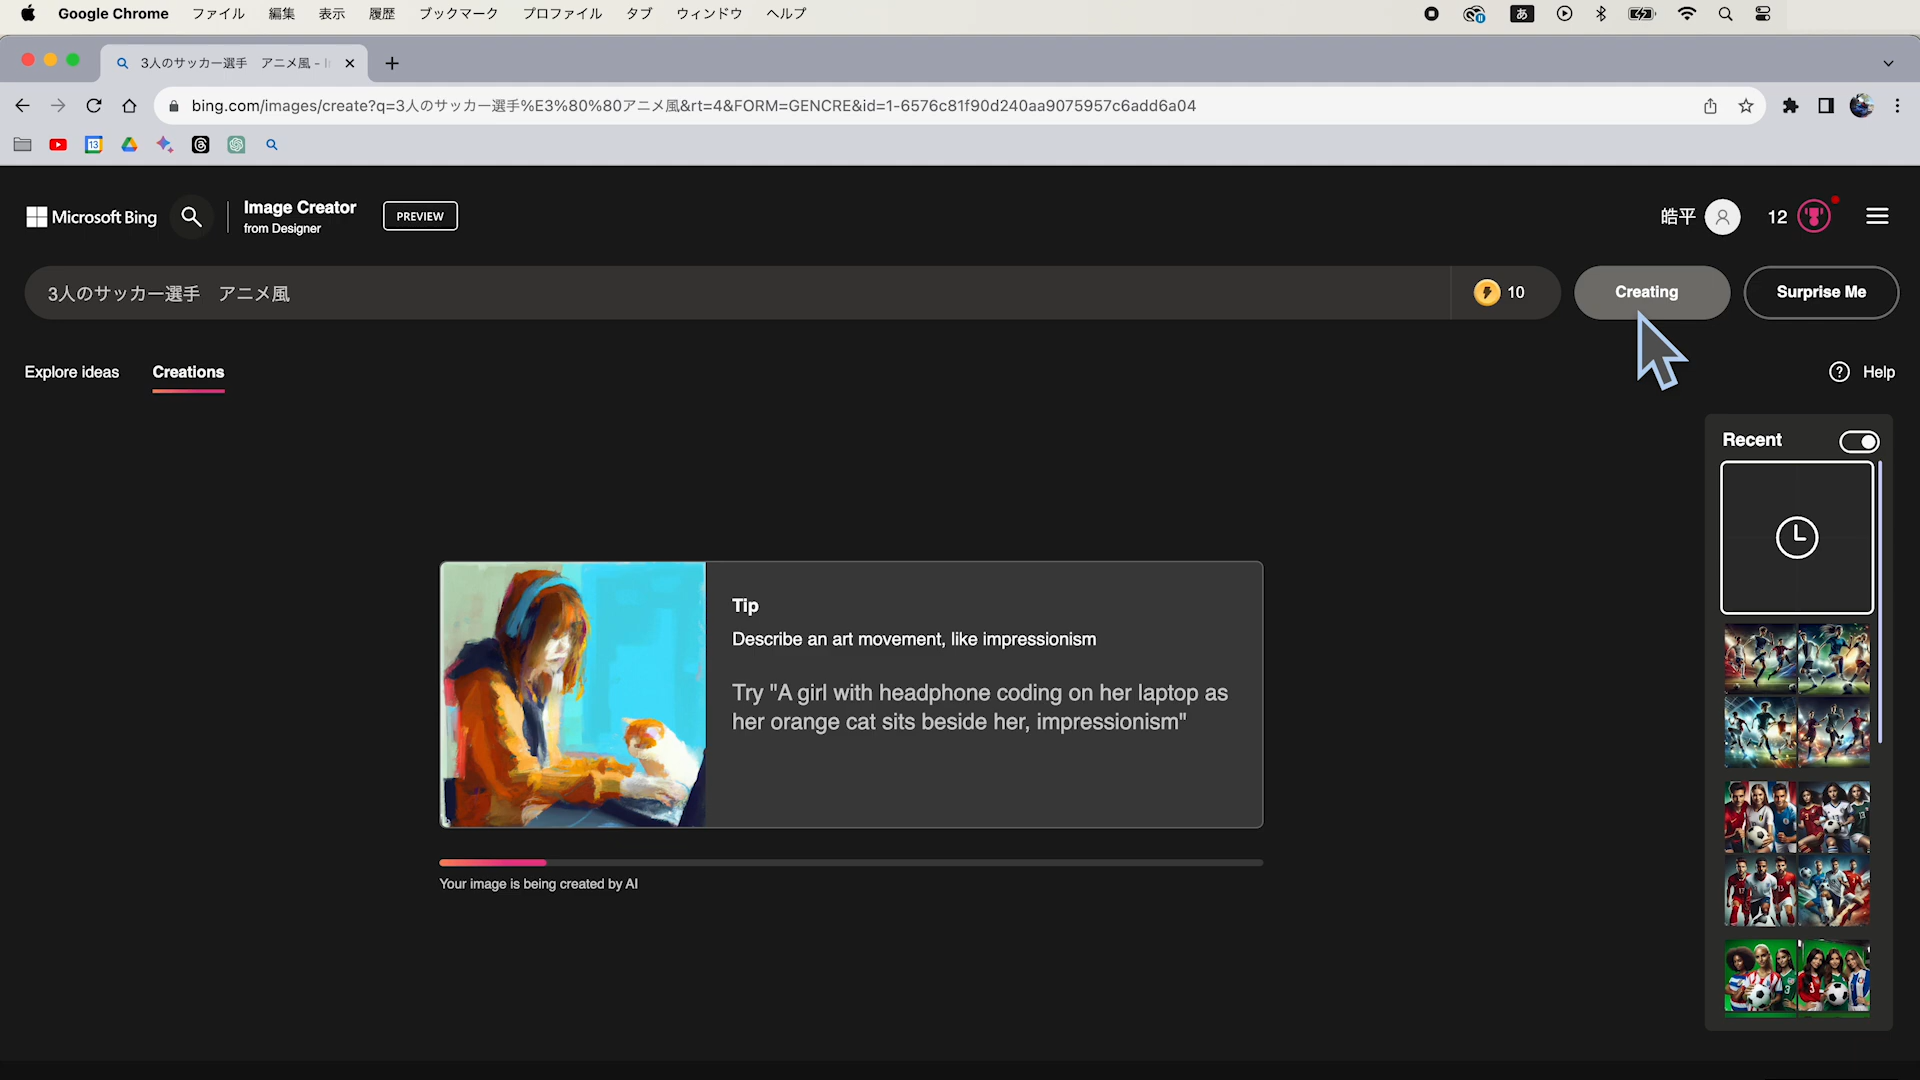 Google Chrome ファイル 編集 表示 履歴 ブックマーク プロファイル タブ ウィンドウ ヘルプ あ
3人のサッカー選手　アニメ風 -
bing.com/images/create?q=3人のサッカー選手%E3%80%80アニメ風&rt=4&FORM=GENCRE&id=1-6576c81f90d240aa9075957c6add6a04
13
Microsoft Bing
Image Creator
from Designer
PREVIEW
皓平 12
3人のサッカー選手　アニメ風
10
Creating
Surprise Me
Explore ideas Creations
Help
Recent
Tip
Describe an art movement, like impressionism
Try "A girl with headphone coding on her laptop as
her orange cat sits beside her, impressionism"
Your image is being created by AI